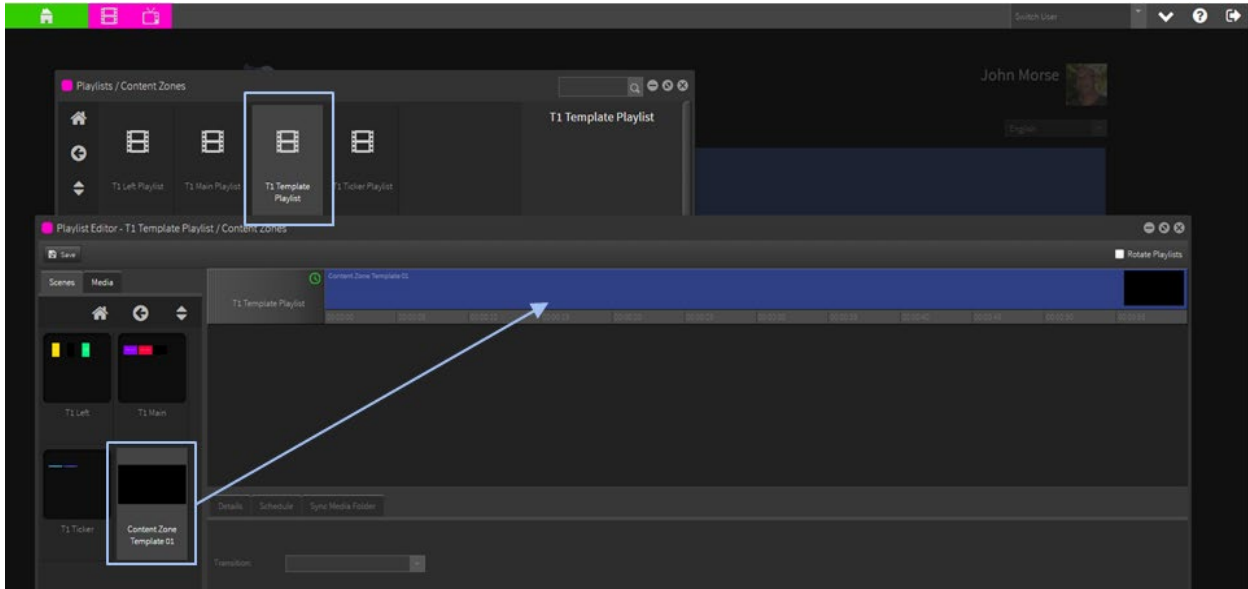 Switch User
John Morse
English
Playlists / Content Zones
T1 Template Playlist
T1 Left Playlist
T1 Main Playlist
T1 Template
Playlist
T1 Ticker Playlist
Playlist Editor - T1 Template Playlist / Content Zones
Save
Rotate Playlists
Scenes
Media
T1 Template Playlist
Content Zone Template 01
T1 Left
T1 Main
T1 Ticker
Content Zone
Template 01
Details
Schedule
Sync Media Folder
Transition: